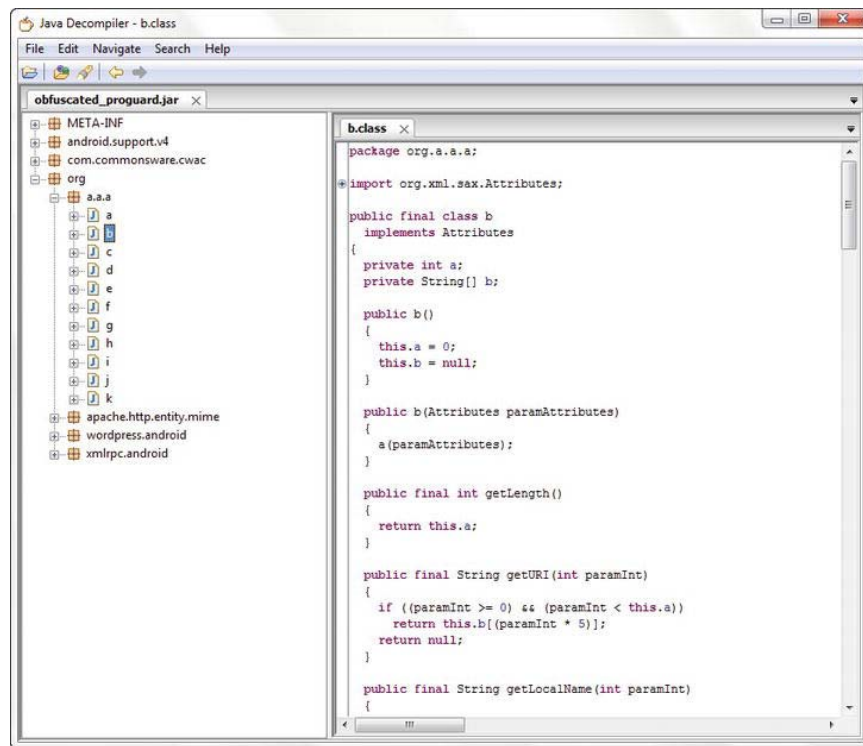 Java Decompiler - b.class
File Edit Navigate Search Help
obfuscated_proguard.jar
META-INF
android.support.v4
com.commonsware.cwac
org
a.a.a
a
b
c
d
e
f
g
h
i
j
k
apache.http.entity.mime
wordpress.android
xmlrpc.android
b.class
package org.a.a.a;
import org.xml.sax.Attributes;
public final class b
implements Attributes
{
private int a;
private String[] b;
public b()
{
this.a = 0;
this.b = null;
}
public b(Attributes paramAttributes)
{
a(paramAttributes);
}
public final int getLength()
{
return this.a;
}
public final String getURI(int paramInt)
{
if ((paramInt >= 0) && (paramInt < this.a))
return this.b[(paramInt * 5)];
return null;
}
public final String getLocalName(int paramInt)
{